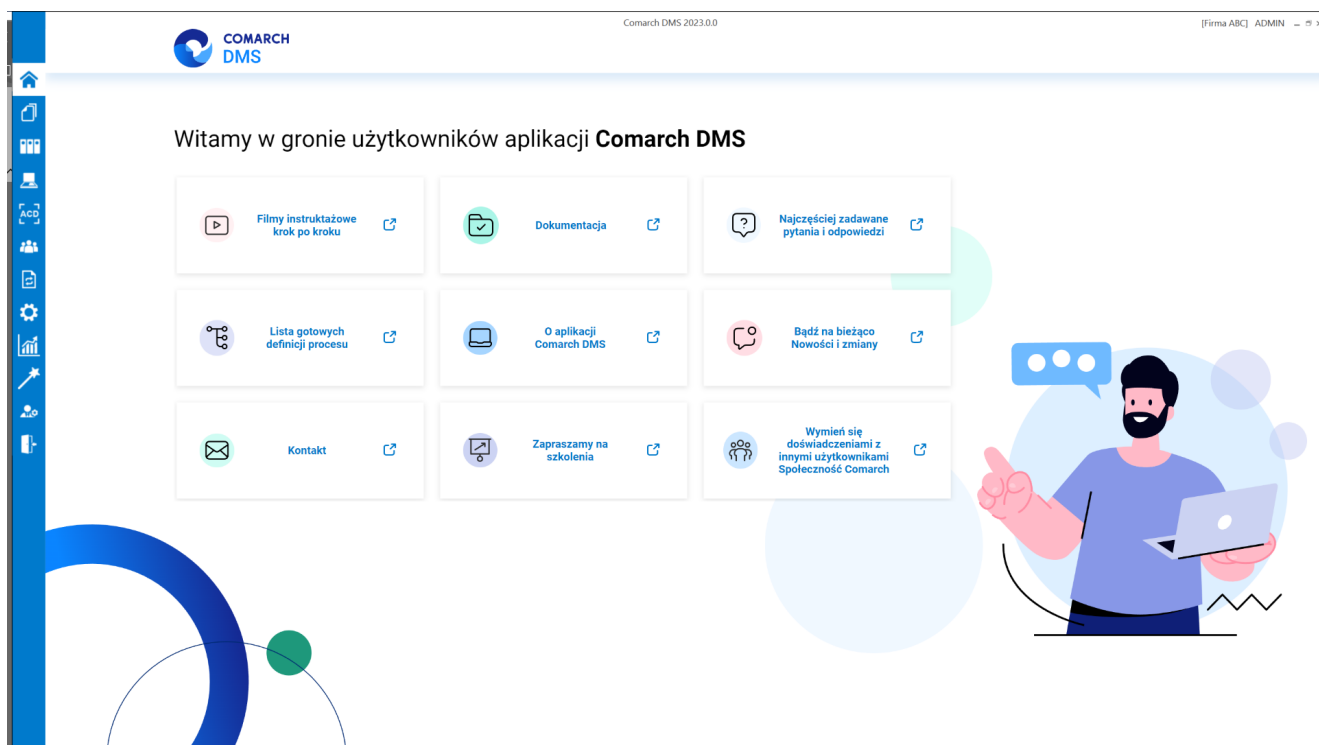 Comarch DMS 2023.0.0
[Firma ABC] ADMIN
COMARCH
DMS
ACD
Witamy w gronie użytkowników aplikacji Comarch DMS
Filmy instruktażowe
krok po kroku
Dokumentacja
Najczęściej zadawane
pytania i odpowiedzi
Lista gotowych
definicji procesu
O aplikacji
Comarch DMS
Bądź na bieżąco
Nowości i zmiany
Kontakt
Zapraszamy na
szkolenia
Wymień się
doświadczeniami z
innymi użytkownikami
Społeczność Comarch